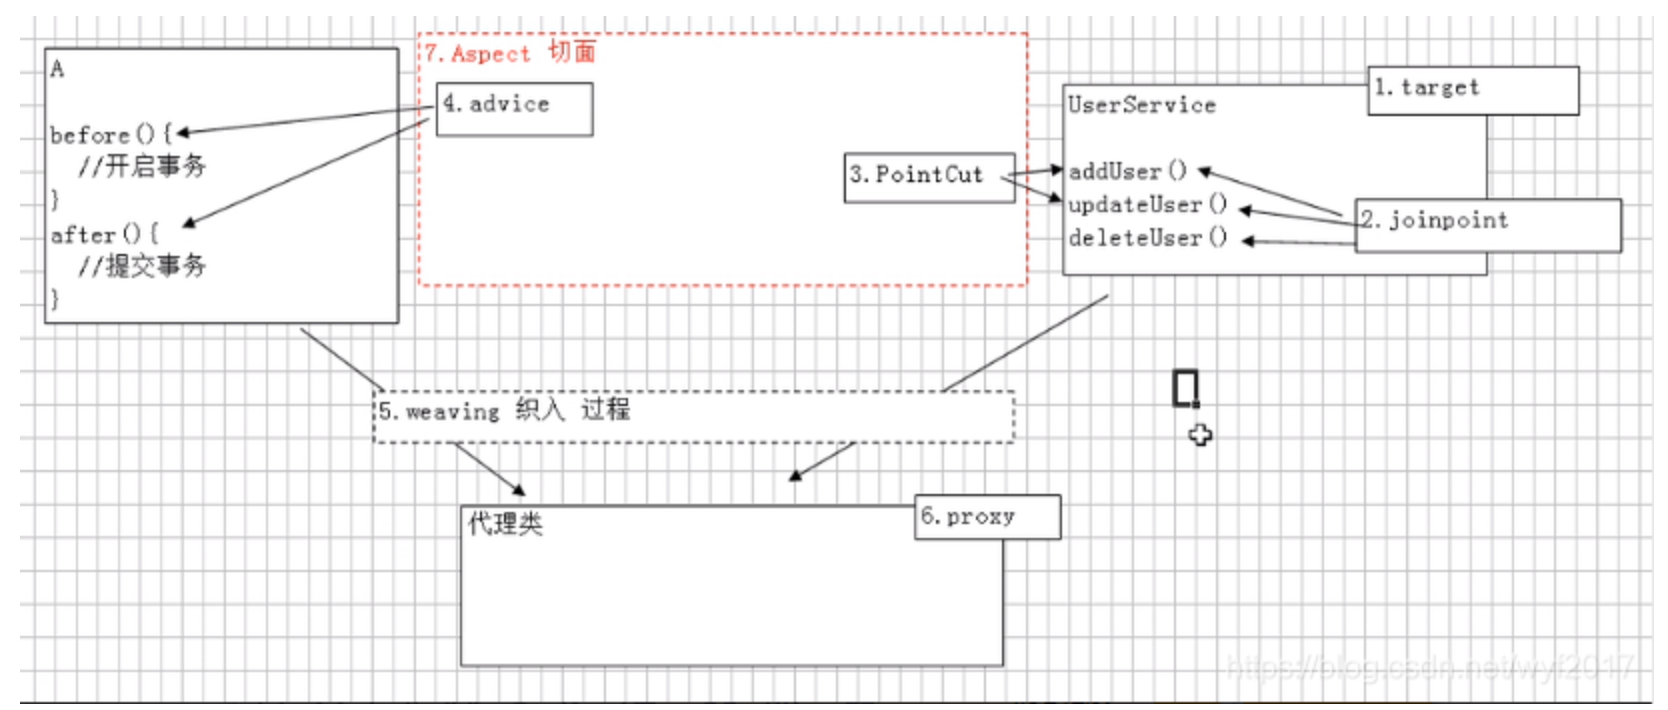 A
before(){
//开启事务
}
after(){
//提交事务
}
7.Aspect 切面
4.advice
3.PointCut
1.target
UserService
addUser()
updateUser()
deleteUser()
2.joinpoint
5.weaving 织入 过程
代理类
6.proxy
https://blog.csdn.net/wyf2017